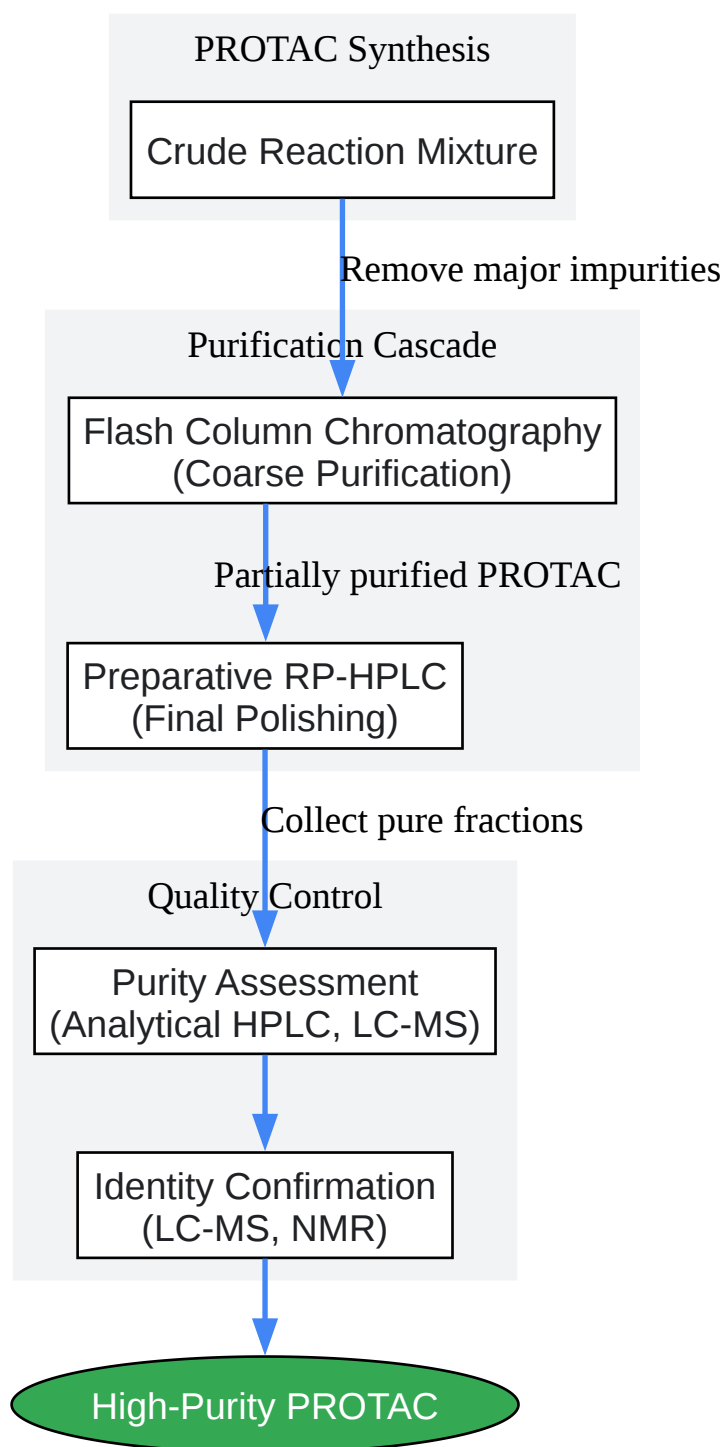 PROTAC Synthesis
Crude Reaction Mixture
Remove major impurities
Purification Cascade
Flash Column Chromatography
(Coarse Purification)
Partially purified PROTAC
Preparative RP-HPLC
(Final Polishing)
Collect pure fractions
Quality Control
Purity Assessment
(Analytical HPLC, LC-MS)
Identity Confirmation
(LC-MS, NMR)
High-Purity PROTAC